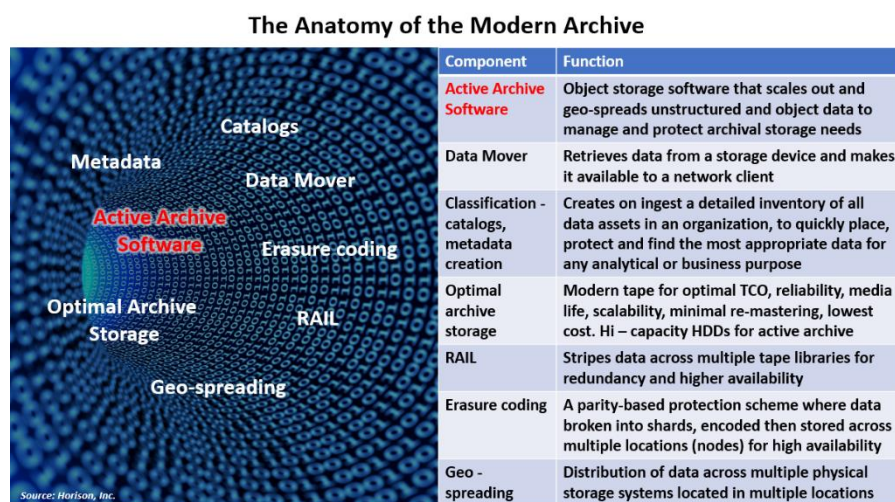 The Anatomy of the Modern Archive
Catalogs
Metadata
Data Mover
Active Archive
Software
Erasure coding
Optimal Archive
Storage
RAIL
Geo-spreading
Source: Horison, Inc.
Component Function
Active Archive Object storage software that scales out and
Software geo-spreads unstructured and object data to
manage and protect archival storage needs
Data Mover Retrieves data from a storage device and makes
it available to a network client
Classification - Creates on ingest a detailed inventory of all
catalogs, data assets in an organization, to quickly place,
metadata protect and find the most appropriate data for
creation any analytical or business purpose
Optimal Modern tape for optimal TCO, reliability, media
archive life, scalability, minimal re-mastering, lowest
storage cost. Hi – capacity HDDs for active archive
RAIL Stripes data across multiple tape libraries for
redundancy and higher availability
Erasure coding A parity-based protection scheme where data
broken into shards, encoded then stored across
multiple locations (nodes) for high availability
Geo - Distribution of data across multiple physical
spreading storage systems located in multiple locations